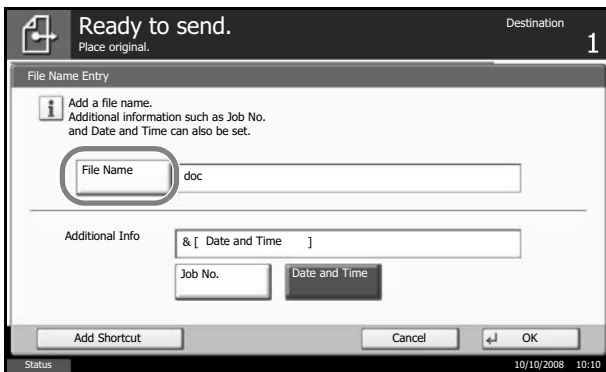 Ready to send.
Destination
Place original.
1
File Name Entry
Add a file name.
Additional information such as Job No.
and Date and Time can also be set.
File Name
doc
Additional Info
& [ Date and Time ]
Job No.
Date and Time
Add Shortcut
Cancel
OK
Status
10/10/2008 10:10